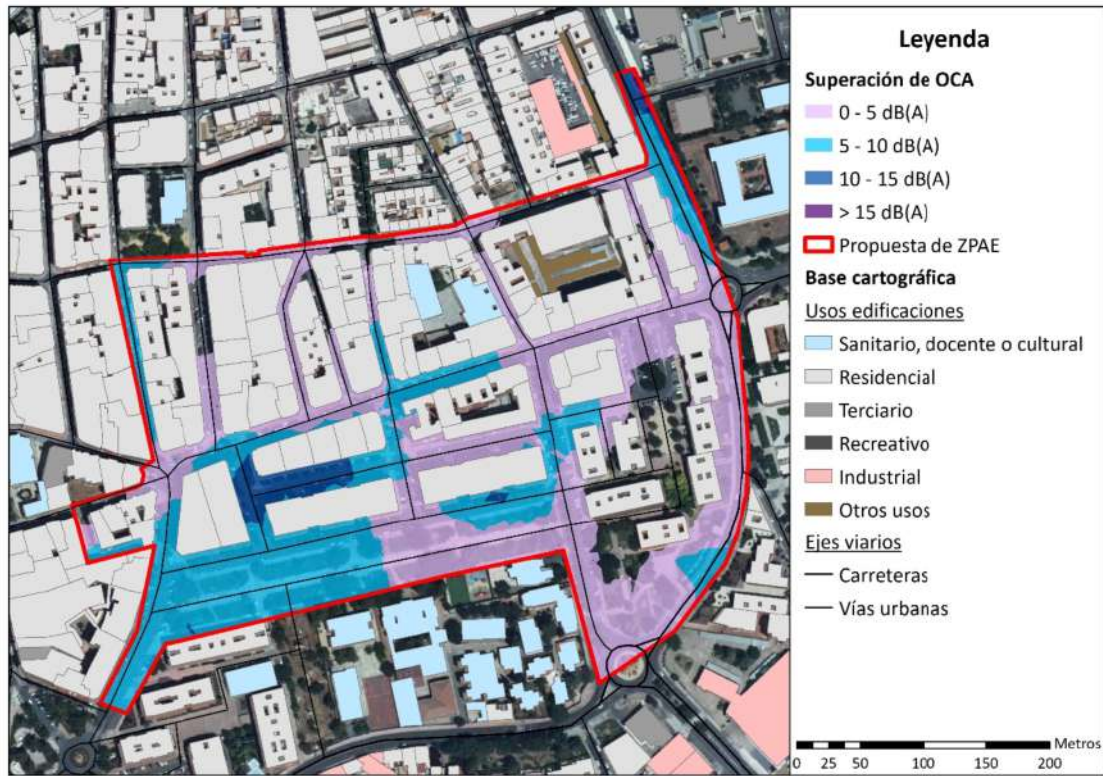 Leyenda
Superación de OCA
0 - 5 dB(A)
5 - 10 dB(A)
10 - 15 dB(A)
> 15 dB(A)
Propuesta de ZPAE
Base cartográfica
Usos edificaciones
Sanitario, docente o cultural
Residencial
Terciario
Recreativo
Industrial
Otros usos
Ejes viarios
Carreteras
Vías urbanas
Metros
0 25 50 100 150 200